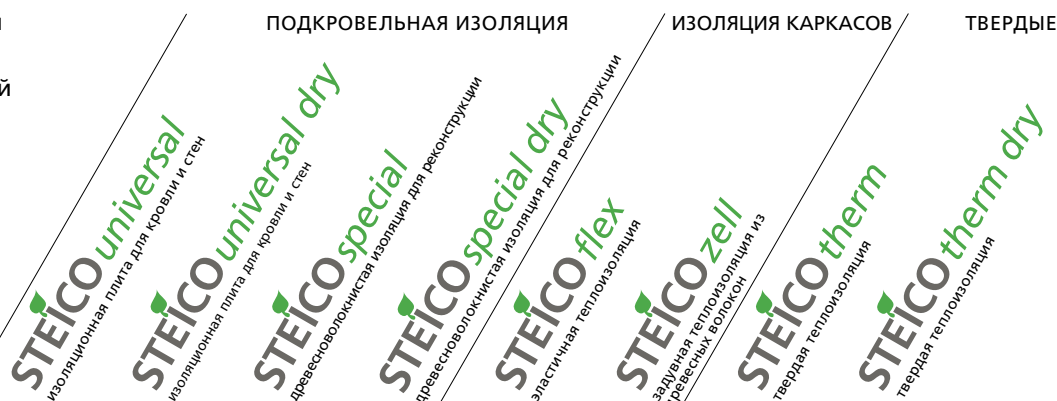 ПОДКРОВЕЛЬНАЯ ИЗОЛЯЦИЯ
ИЗОЛЯЦИЯ КАРКАСОВ
ТВЕРДЫЕ
Й
STEICO universal
изоляционная плита для кровли и стен
STEICO universal dry
изоляционная плита для кровли и стен
STEICO special
древесноволокнистая изоляция для реконструкции
STEICO special dry
древесноволокнистая изоляция для реконструкции
STEICO flex
эластичная теплоизоляция
STEICO zell
задувная теплоизоляция из
древесных волокон
STEICO therm
твердая теплоизоляция
STEICO therm dry
твердая теплоизоляция